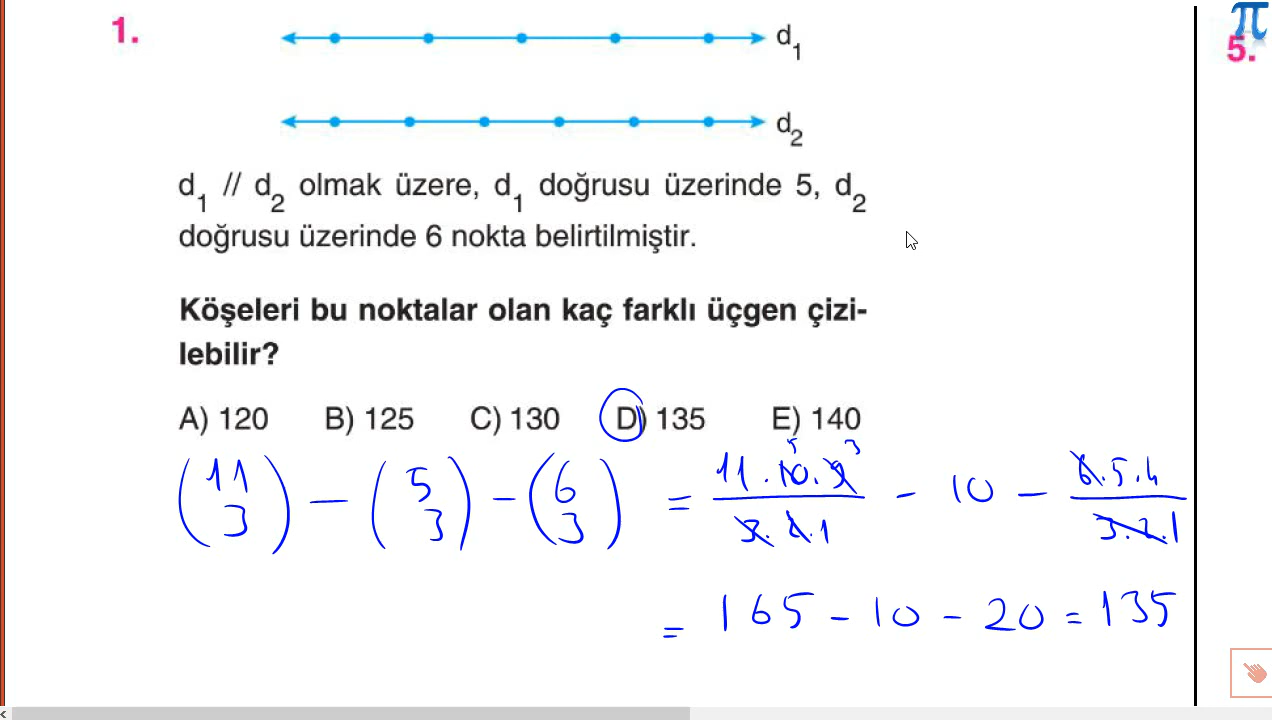 1.
d1
d2
d1 // d2 olmak üzere, d1 doğrusu üzerinde 5, d2
doğrusu üzerinde 6 nokta belirtilmiştir.
Köşeleri bu noktalar olan kaç farklı üçgen çizi-
lebilir?
A) 120 B) 125 C) 130 D) 135 E) 140
(11 3) − (5 3) − (6 3) = 11.10.9 5 3 / 3.2.1 − 10 − 6.5.4 / 3.2.1
= 165 − 10 − 20 = 135
π
5.